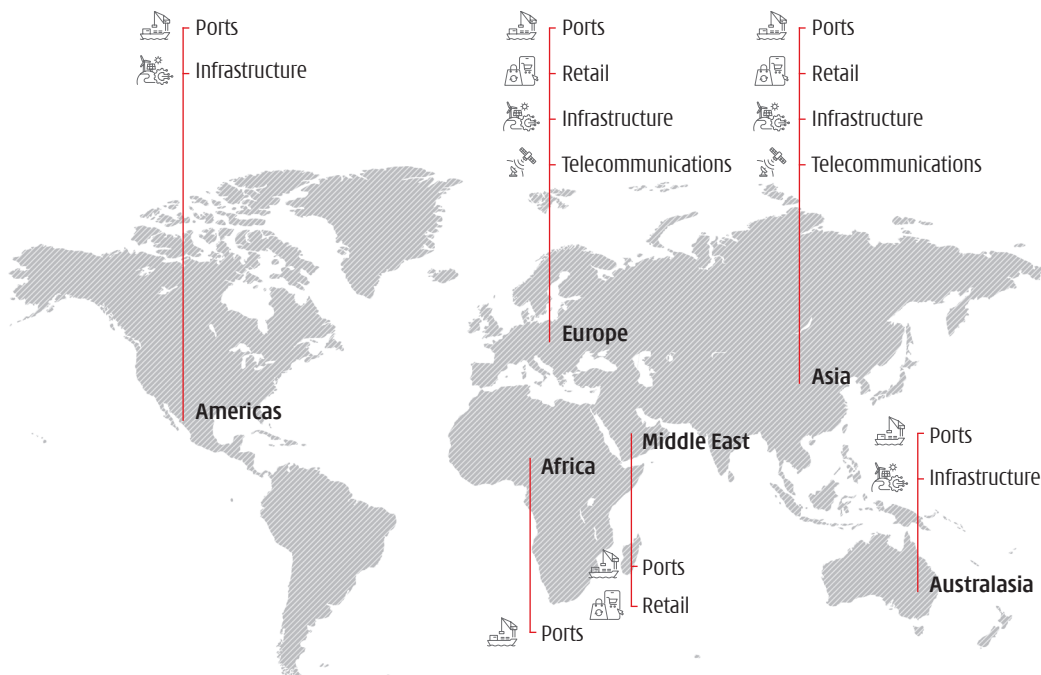 Ports
Infrastructure
Americas
Ports
Retail
Infrastructure
Telecommunications
Europe
Ports
Retail
Infrastructure
Telecommunications
Asia
Africa
Ports
Middle East
Ports
Retail
Ports
Infrastructure
Australasia